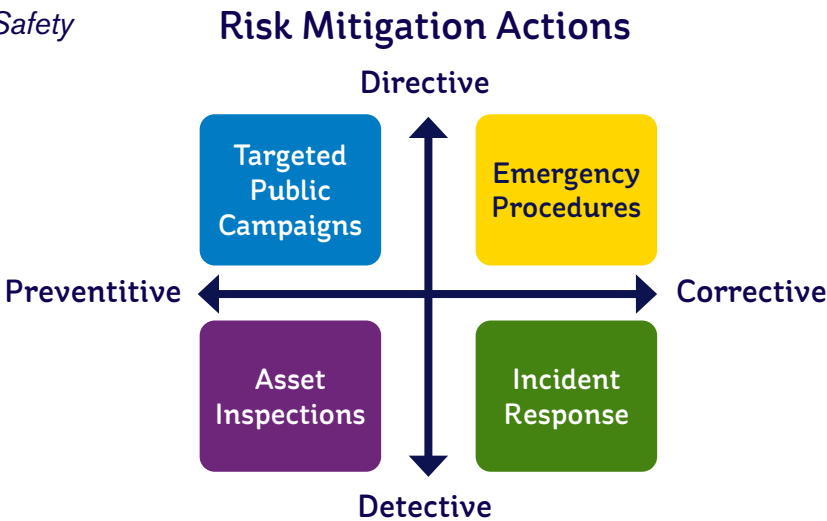 Safety
Risk Mitigation Actions
Directive
Targeted
Public
Campaigns
Emergency
Procedures
Preventitive
Corrective
Asset
Inspections
Incident
Response
Detective